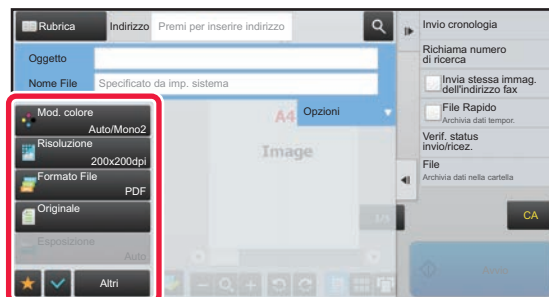 Rubrica
Indirizzo
Premi per inserire indirizzo
Oggetto
Nome File
Specificato da imp. sistema
Mod. colore
Auto/Mono2
Risoluzione
200x200dpi
Formato File
PDF
Originale
Esposizione
Auto
Altri
A4
Opzioni
Image
1/5
Invio cronologia
Richiama numero
di ricerca
Invia stessa immag.
dell'indirizzo fax
File Rapido
Archivia dati tempor.
Verif. status
invio/ricez.
File
Archivia dati nella cartella
CA